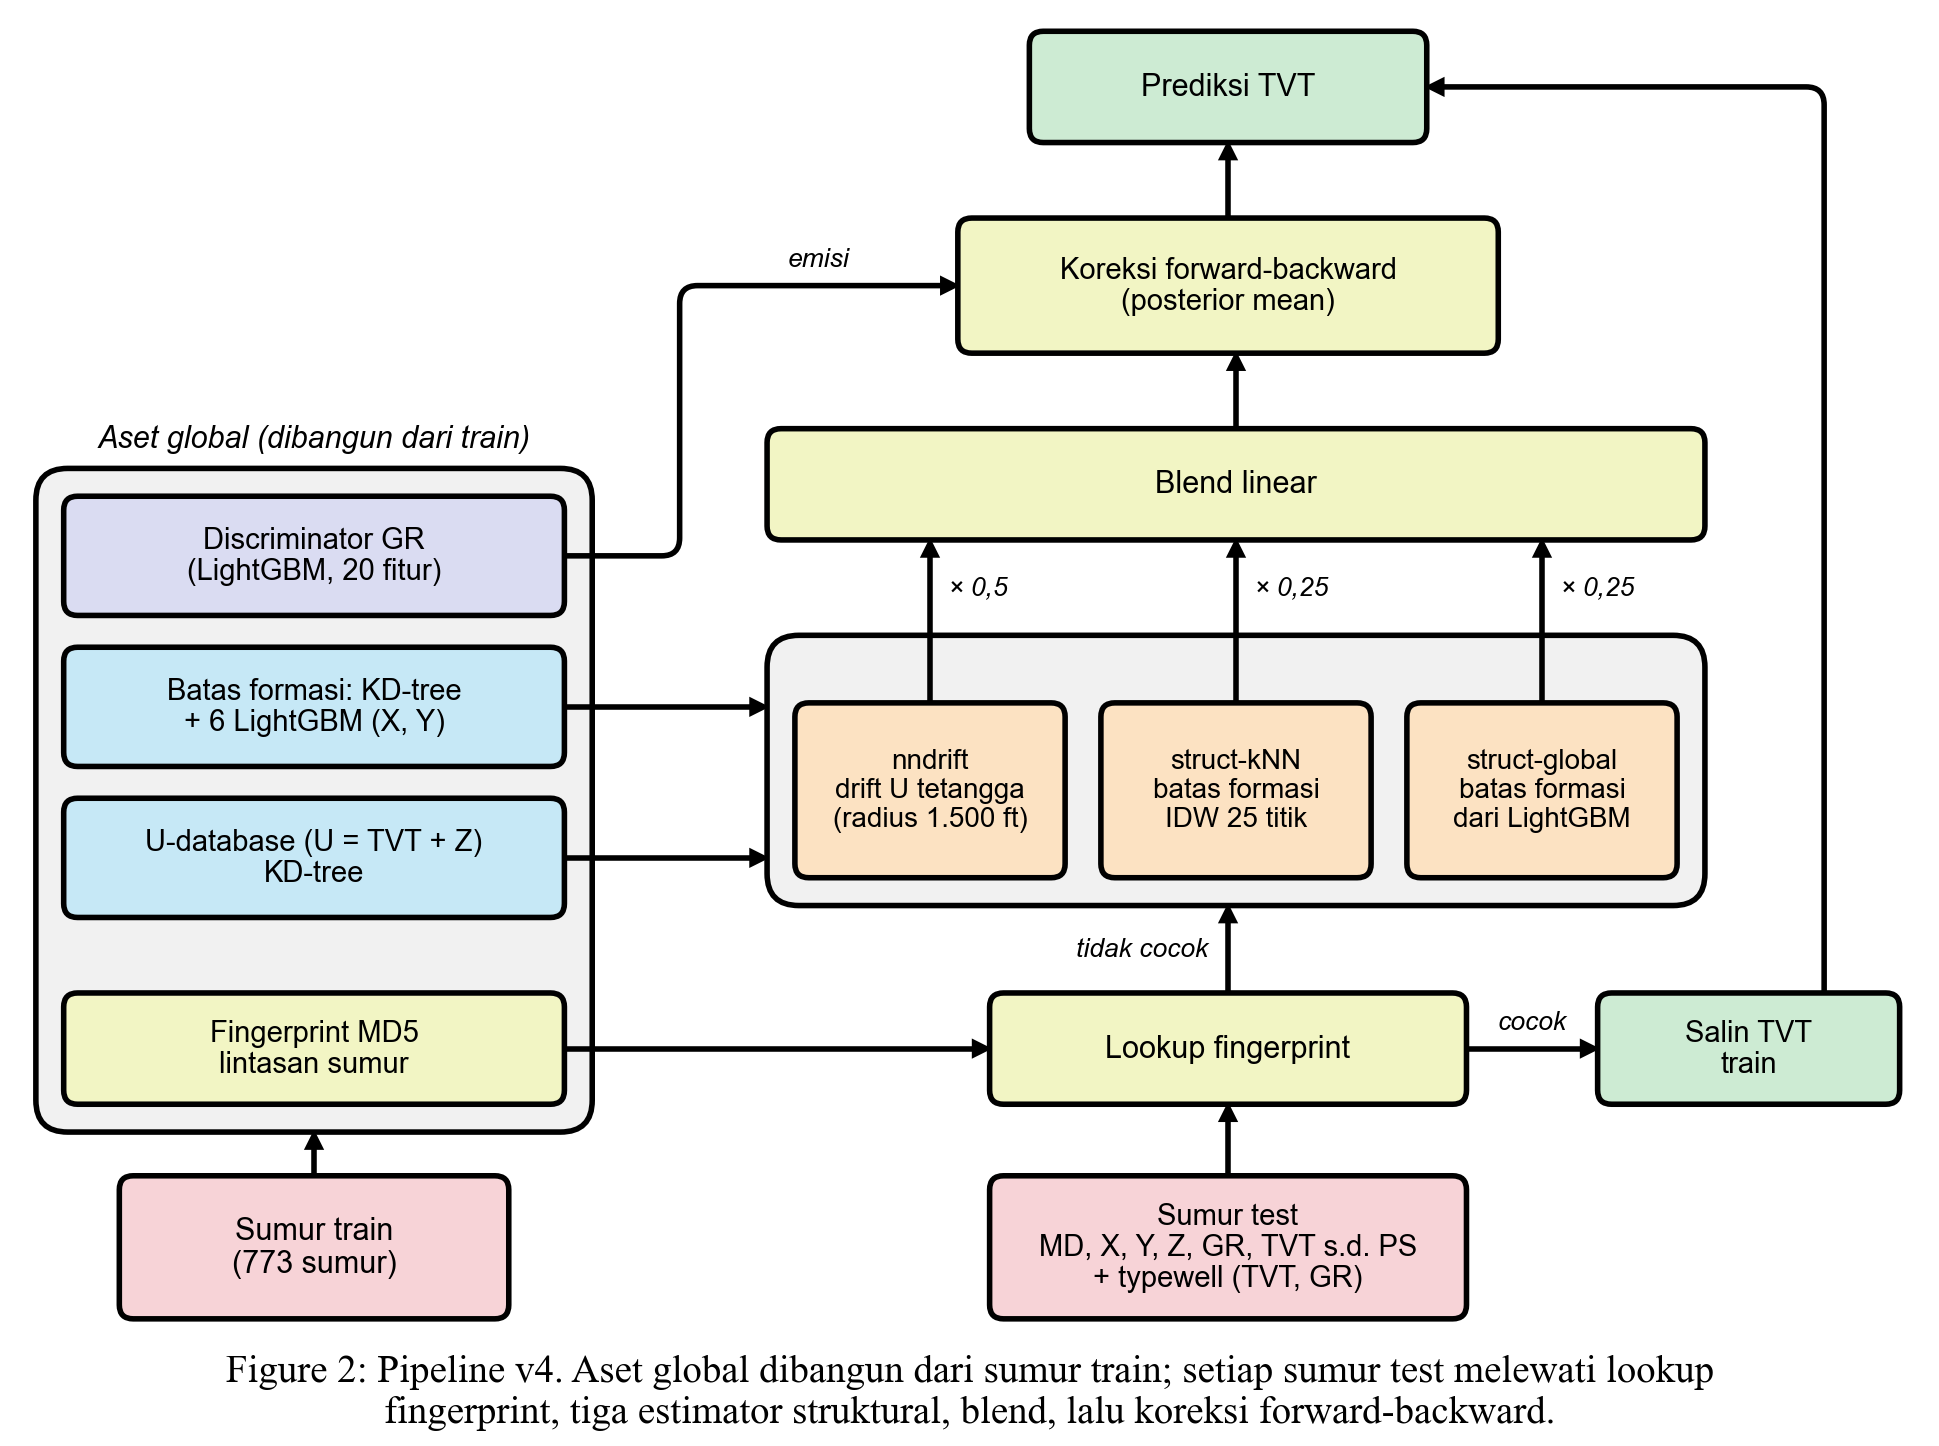 Prediksi TVT
Koreksi forward-backward
(posterior mean)
emisi
Blend linear
Aset global (dibangun dari train)
Discriminator GR
(LightGBM, 20 fitur)
Batas formasi: KD-tree
+ 6 LightGBM (X, Y)
U-database (U = TVT + Z)
KD-tree
Fingerprint MD5
lintasan sumur
× 0,5
× 0,25
× 0,25
nndrift
drift U tetangga
(radius 1.500 ft)
struct-kNN
batas formasi
IDW 25 titik
struct-global
batas formasi
dari LightGBM
tidak cocok
Lookup fingerprint
cocok
Salin TVT
train
Sumur train
(773 sumur)
Sumur test
MD, X, Y, Z, GR, TVT s.d. PS
+ typewell (TVT, GR)
Figure 2: Pipeline v4. Aset global dibangun dari sumur train; setiap sumur test melewati lookup
fingerprint, tiga estimator struktural, blend, lalu koreksi forward-backward.